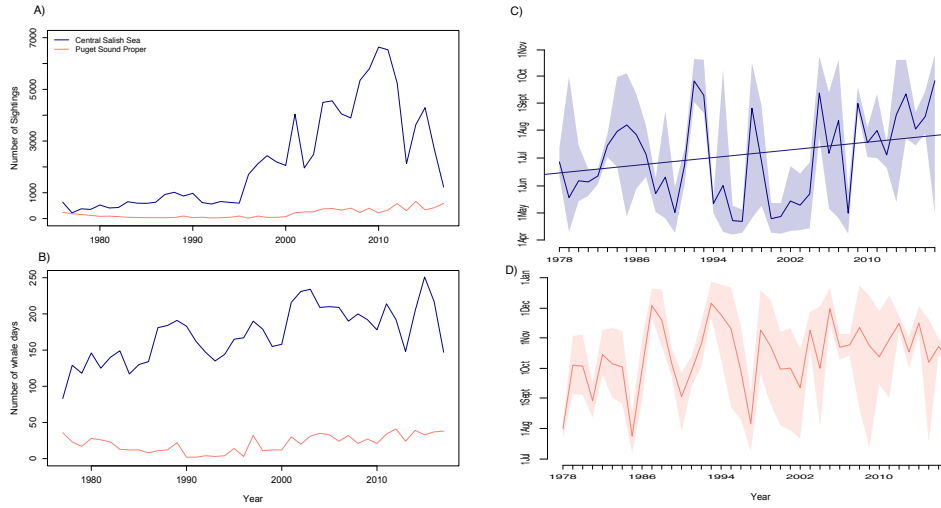 A)
Central Salish Sea
Puget Sound Proper
Number of Sightings
7000
5000
3000
1000
0
1980
1990
2000
2010
B)
Number of whale days
250
200
150
100
50
0
1980
1990
2000
2010
Year
C)
1Nov
1Oct
1Sept
1Aug
1Jul
1Jun
1May
1Apr
1978
1986
1994
2002
2010
D)
1Jan
1Dec
1Nov
1Oct
1Sept
1Aug
1Jul
1978
1986
1994
2002
2010
Year